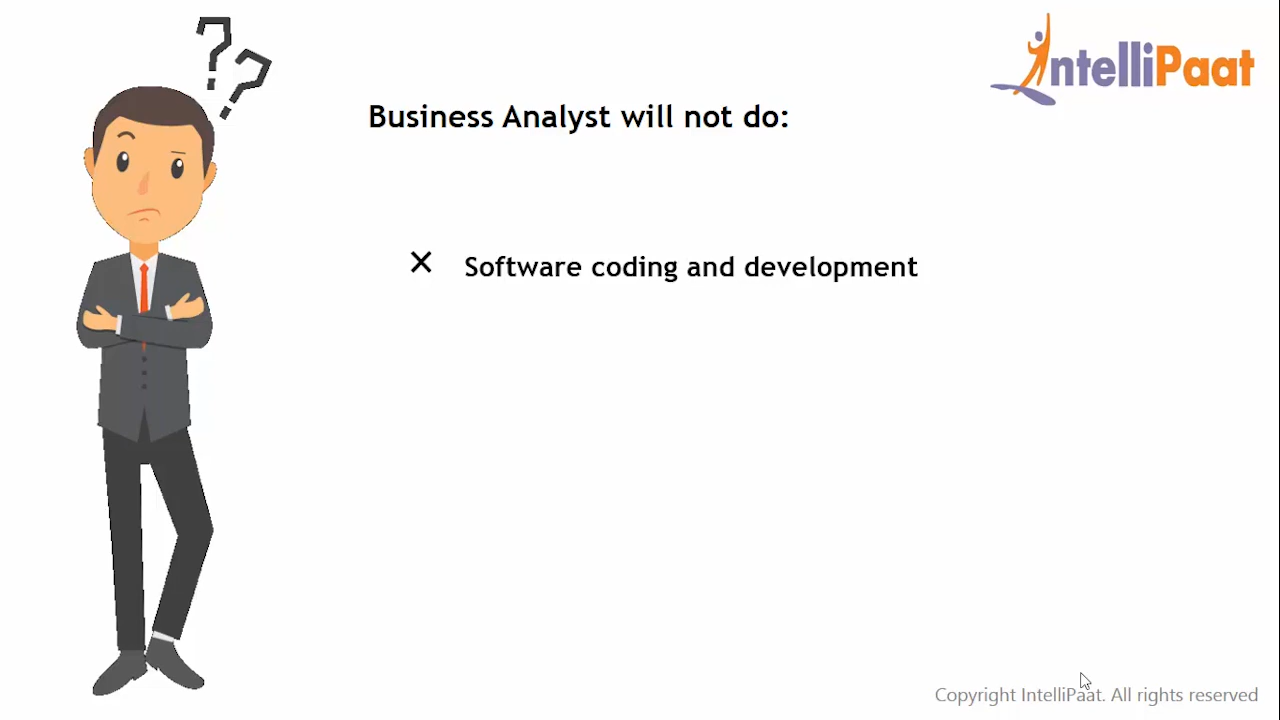 ??
IntelliPaat
Business Analyst will not do:
× Software coding and development
Copyright IntelliPaat. All rights reserved